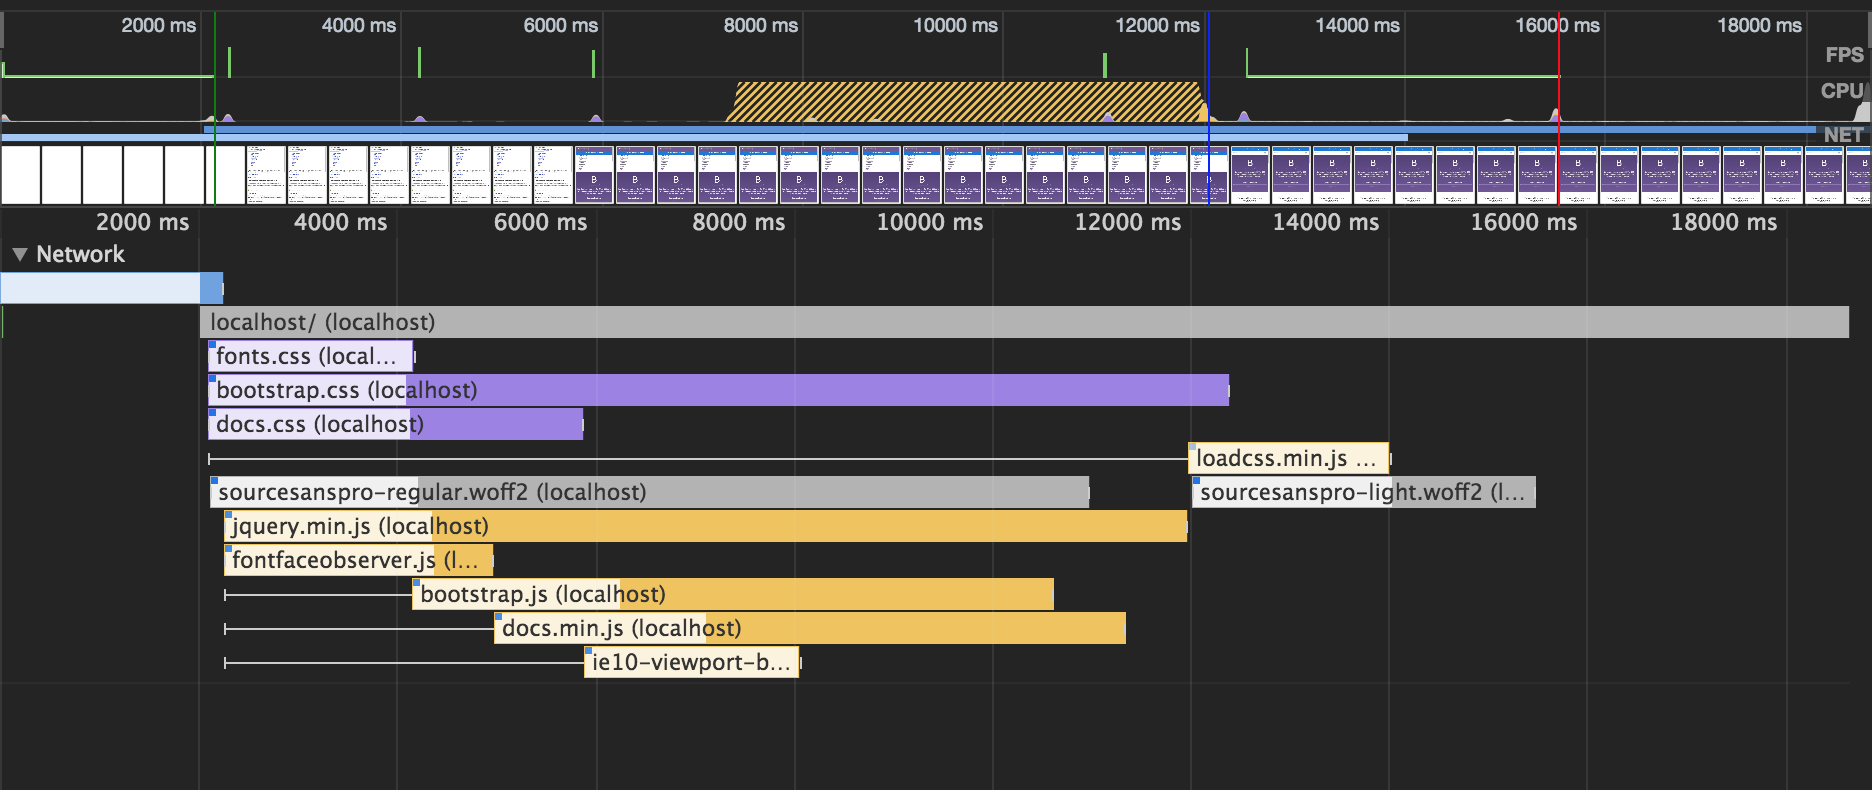 2000 ms 4000 ms 6000 ms 8000 ms 10000 ms 12000 ms 14000 ms 16000 ms 18000 ms
FPS
CPU
NET
2000 ms 4000 ms 6000 ms 8000 ms 10000 ms 12000 ms 14000 ms 16000 ms 18000 ms
▼ Network
localhost/ (localhost)
fonts.css (local...
bootstrap.css (localhost)
docs.css (localhost)
loadcss.min.js ...
sourcesanspro-regular.woff2 (localhost) sourcesanspro-light.woff2 (l...
jquery.min.js (localhost)
fontfaceobserver.js (l...
bootstrap.js (localhost)
docs.min.js (localhost)
ie10-viewport-b...